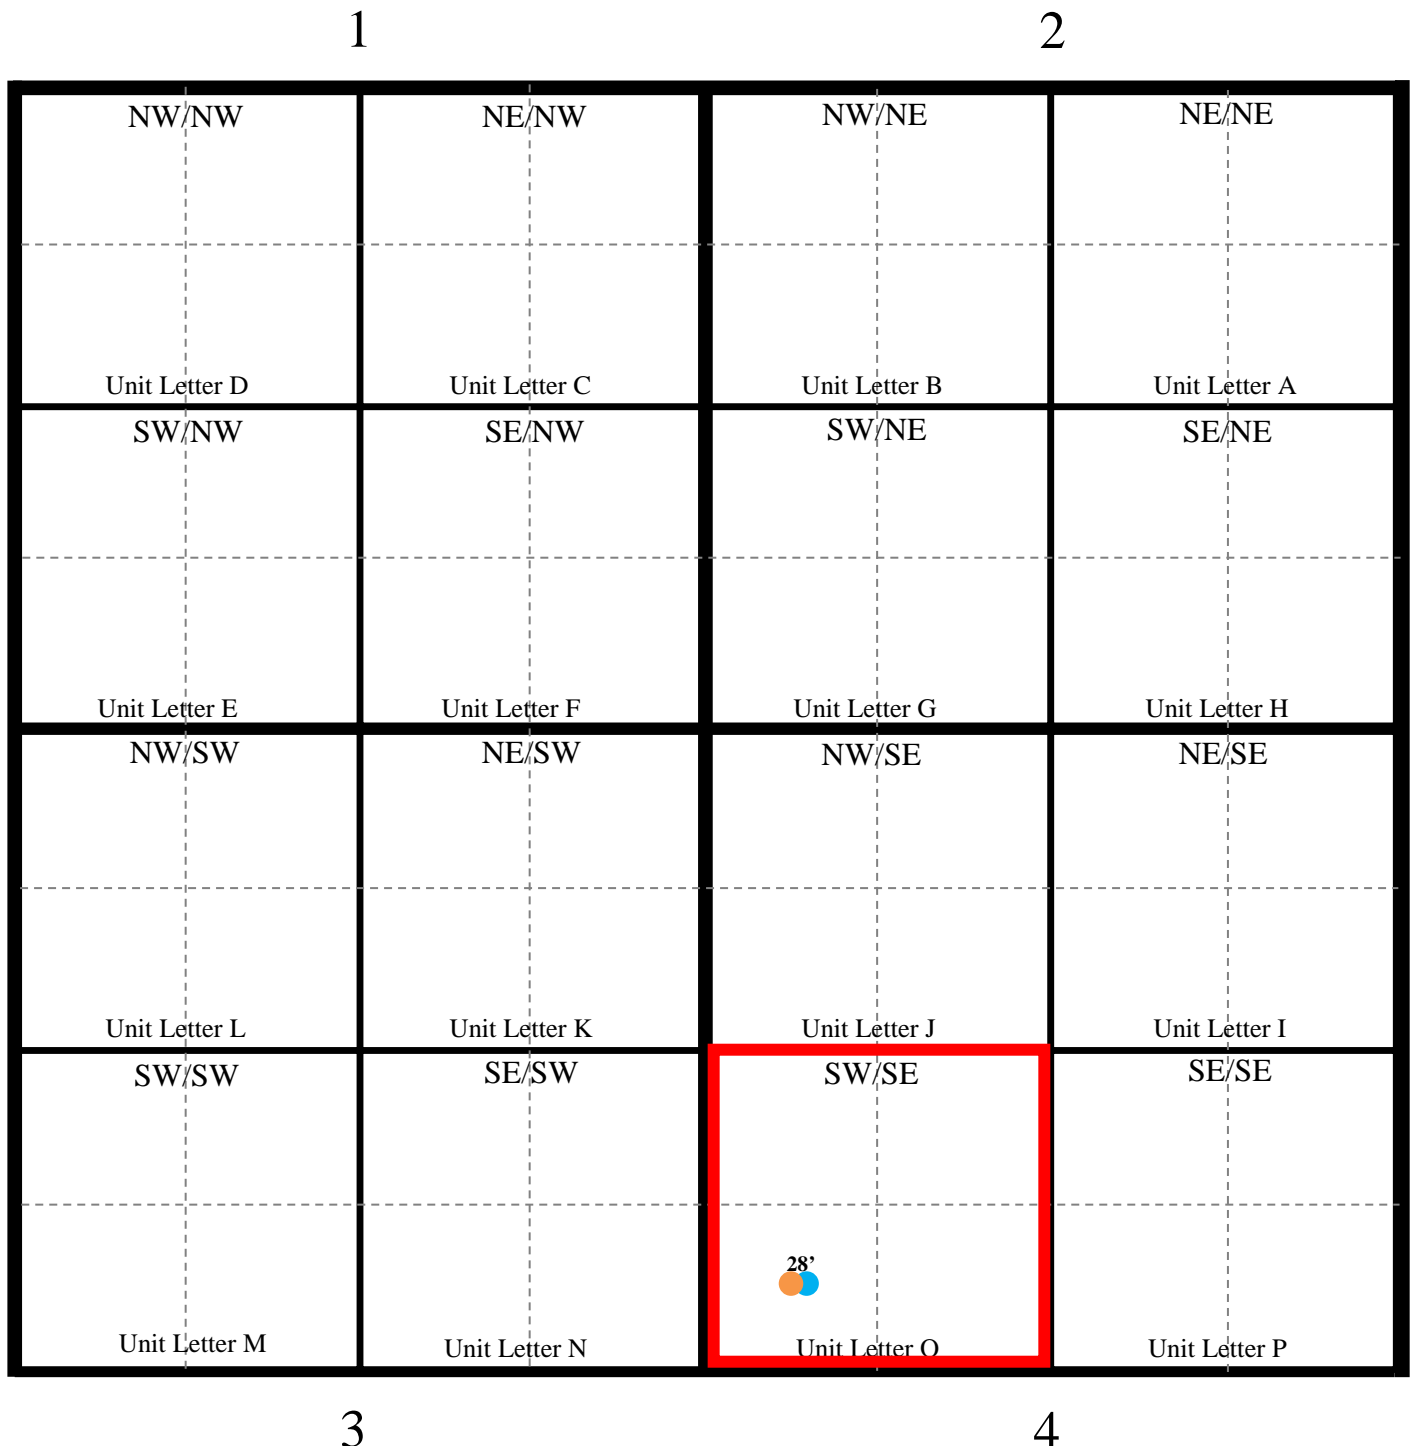 1 2
NW/NW NE/NW NW/NE NE/NE
Unit Letter D Unit Letter C Unit Letter B Unit Letter A
SW/NW SE/NW SW/NE SE/NE
Unit Letter E Unit Letter F Unit Letter G Unit Letter H
NW/SW NE/SW NW/SE NE/SE
Unit Letter L Unit Letter K Unit Letter J Unit Letter I
SW/SW SE/SW SW/SE SE/SE
28’
Unit Letter M Unit Letter N Unit Letter O Unit Letter P
3 4